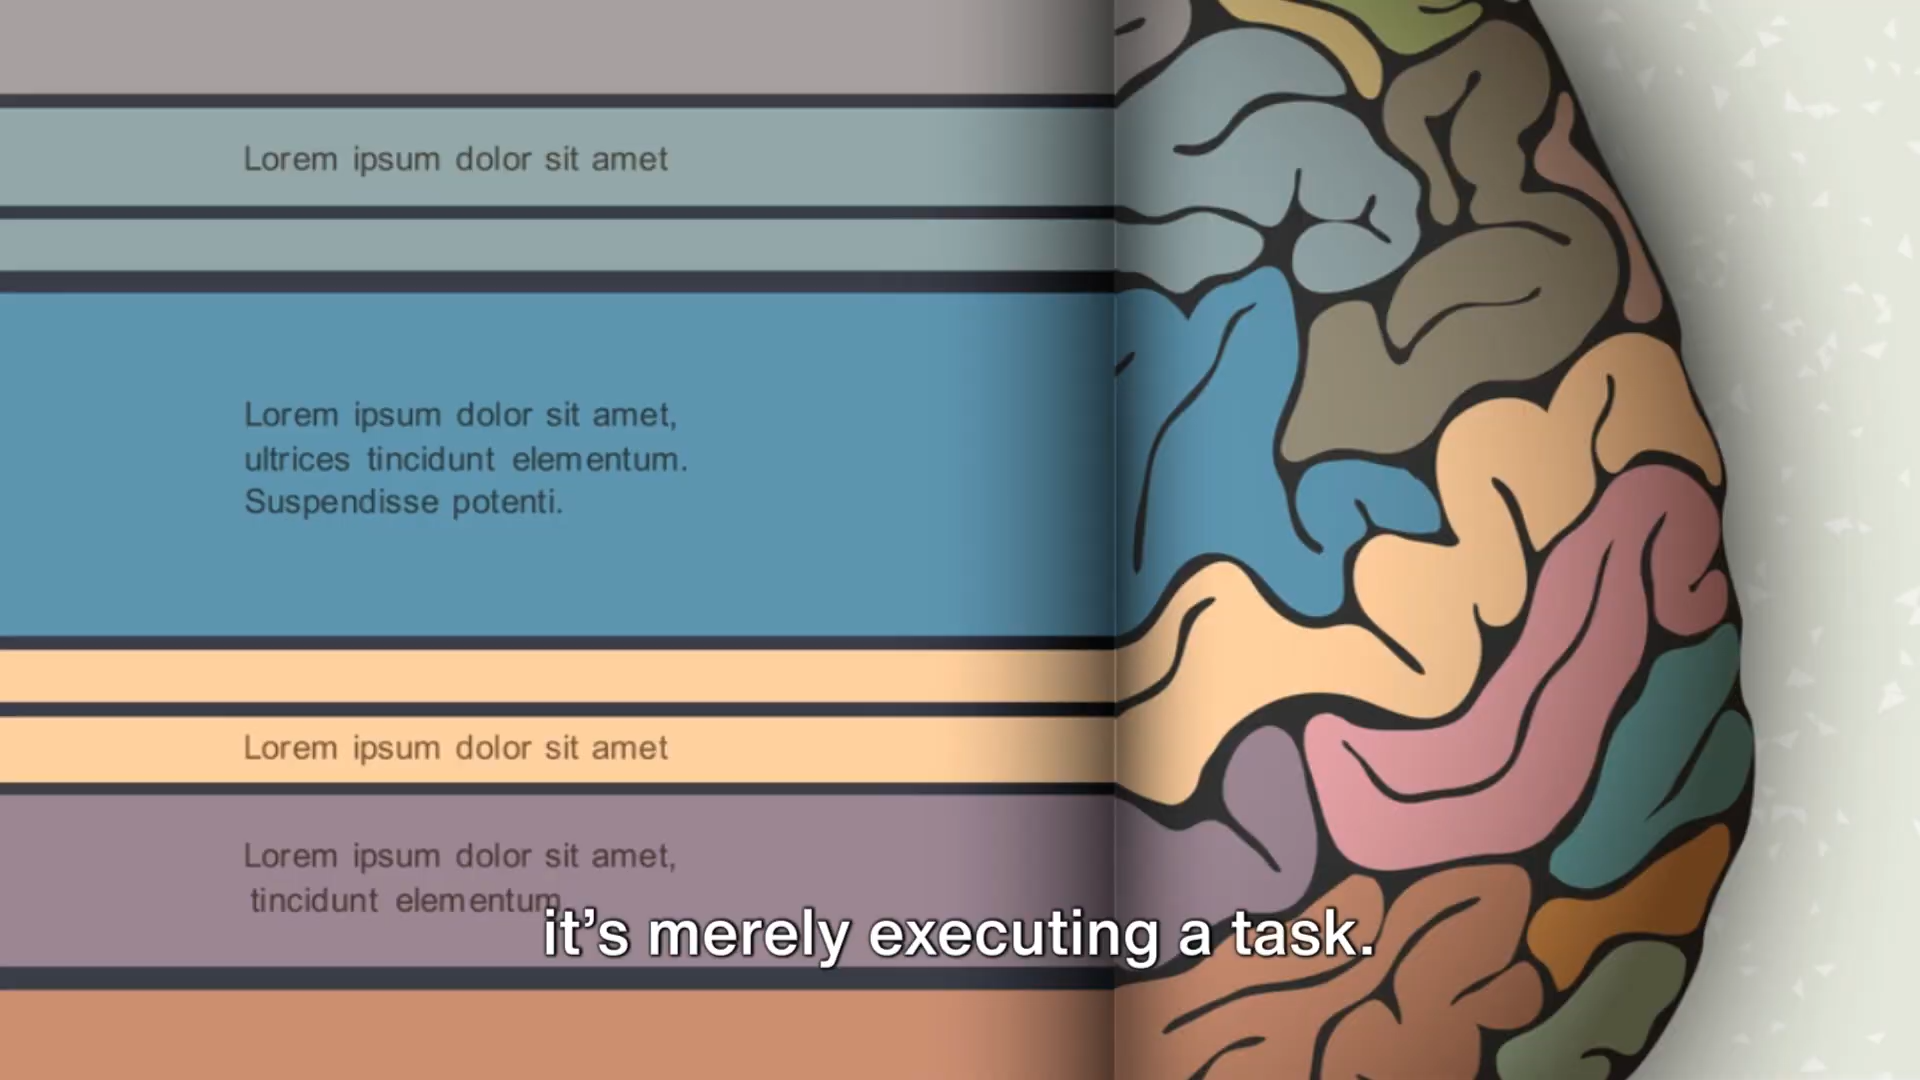 Lorem ipsum dolor sit amet
Lorem ipsum dolor sit amet,
ultrices tincidunt elementum.
Suspendisse potenti.
Lorem ipsum dolor sit amet
Lorem ipsum dolor sit amet,
tincidunt elementum.
it’s merely executing a task.